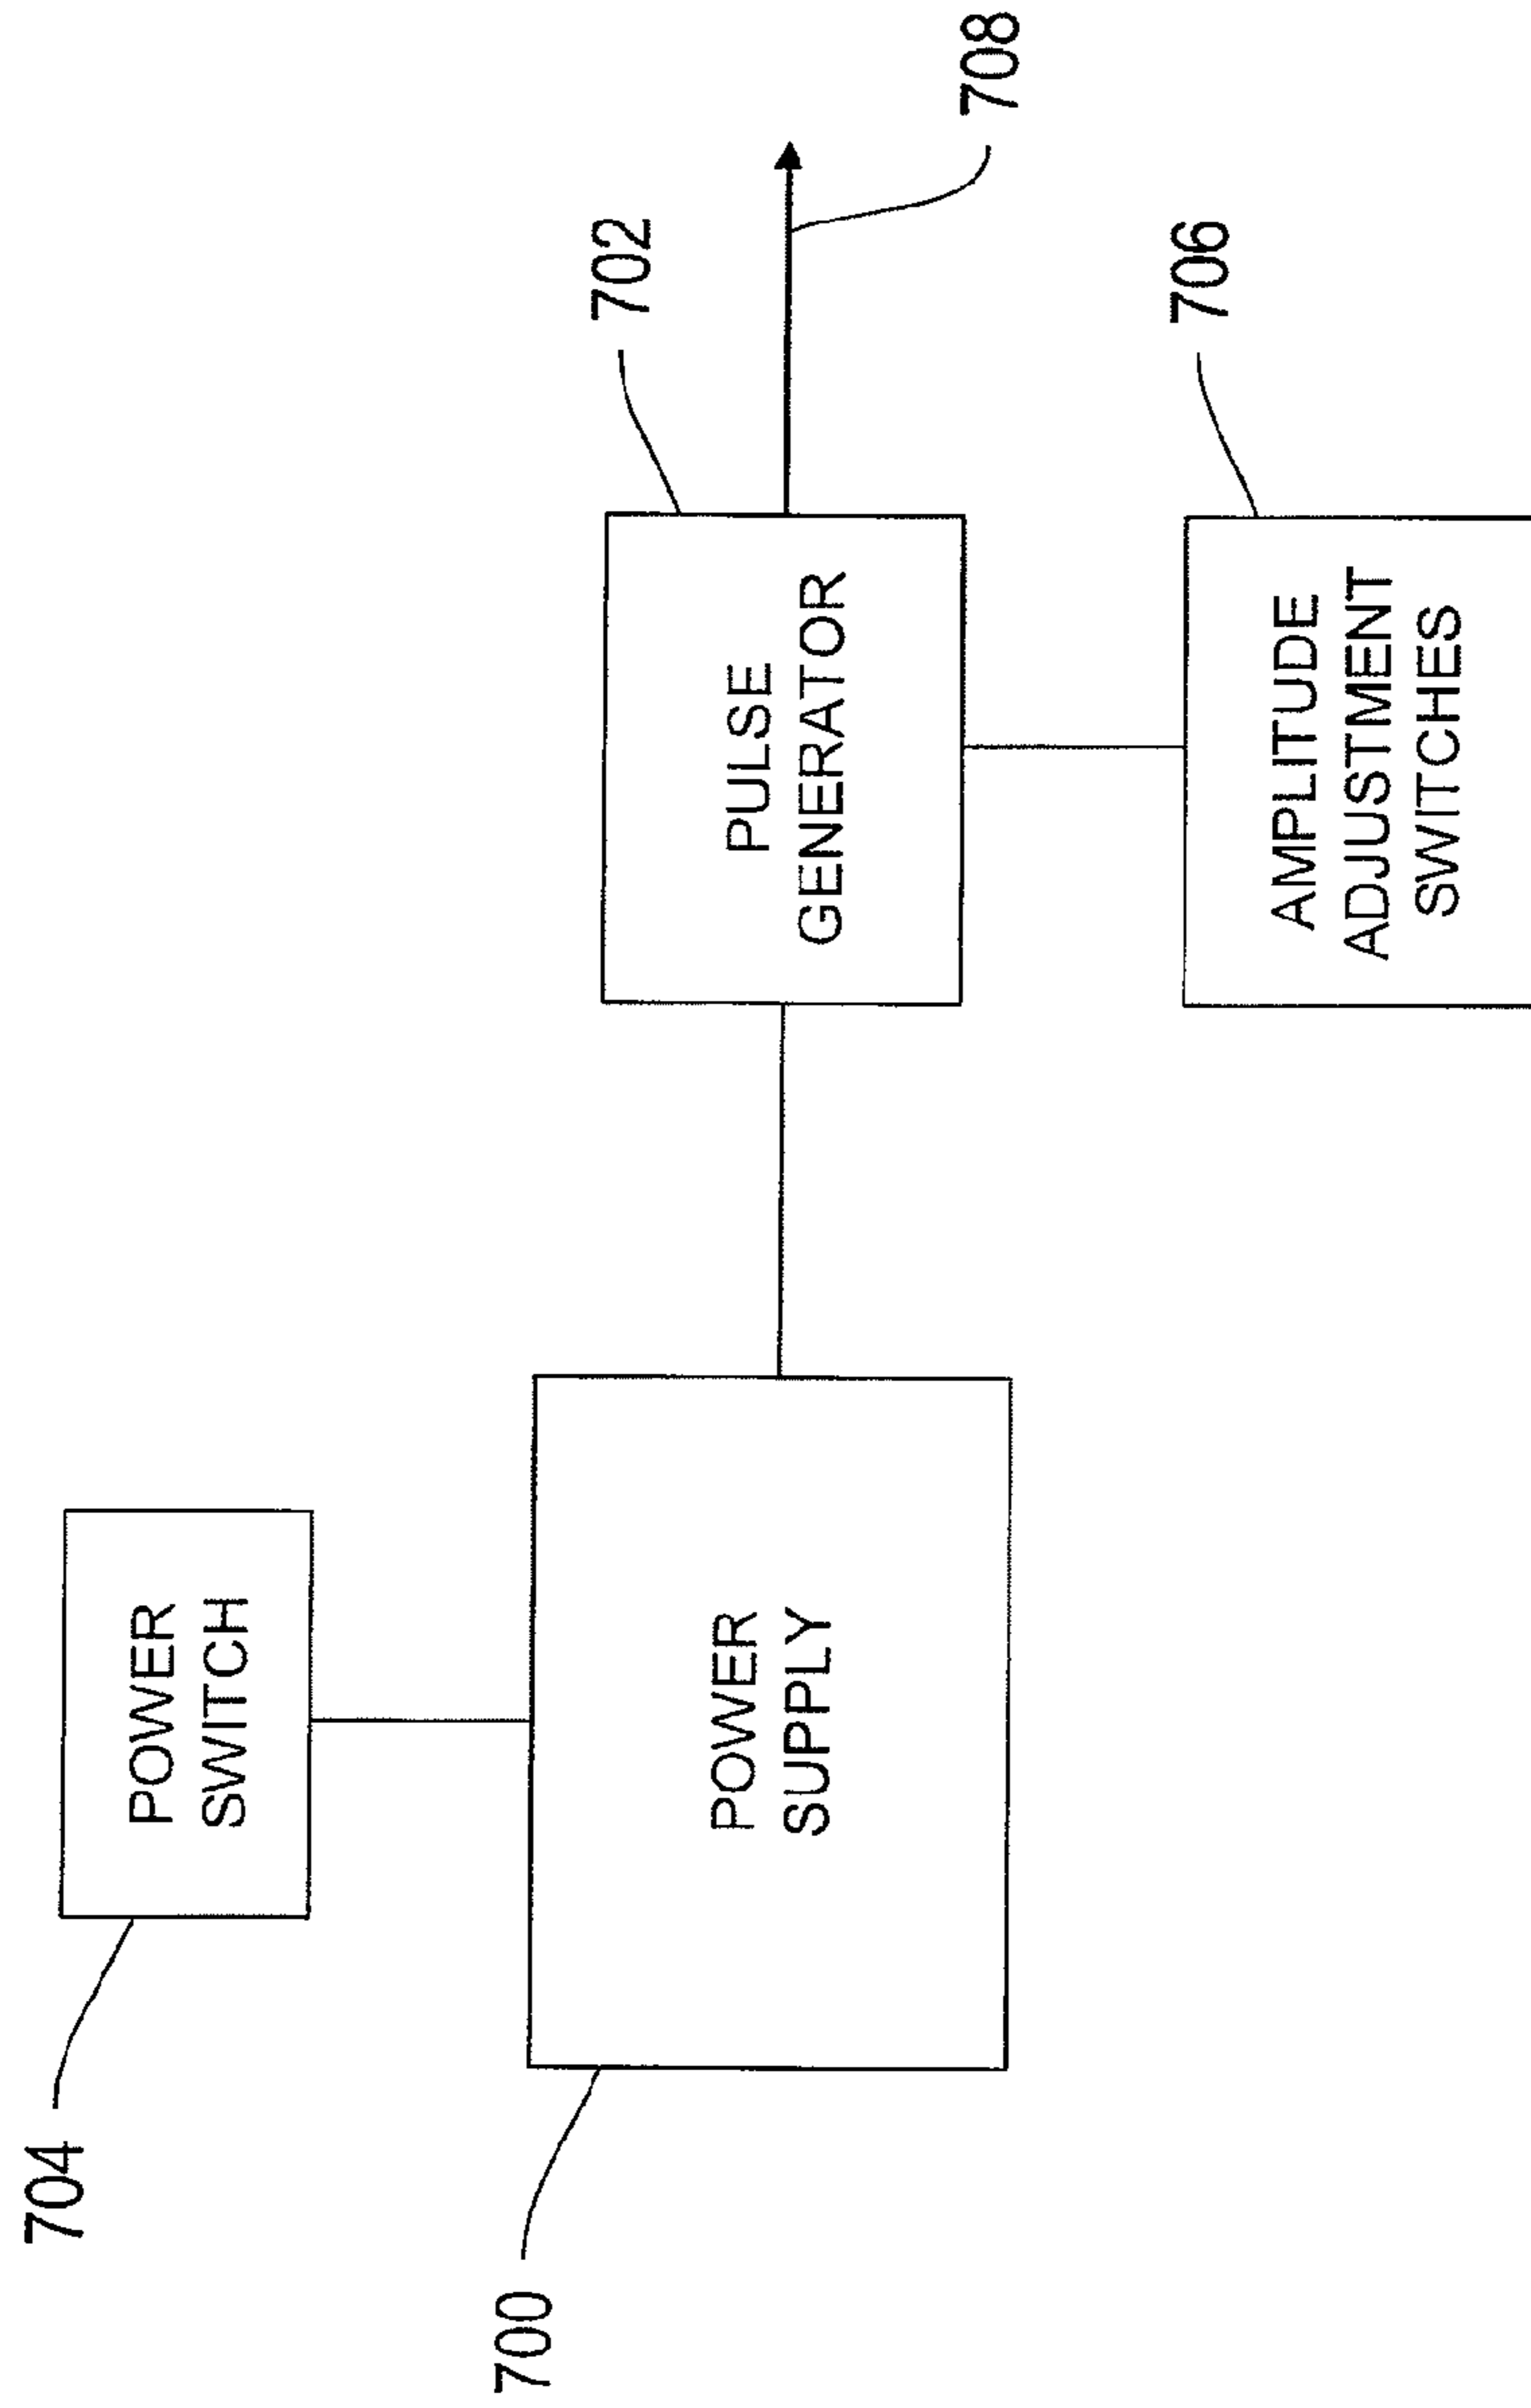 704
POWER
SWITCH
700
POWER
SUPPLY
702
PULSE
GENERATOR
708
706
AMPLITUDE
ADJUSTMENT
SWITCHES